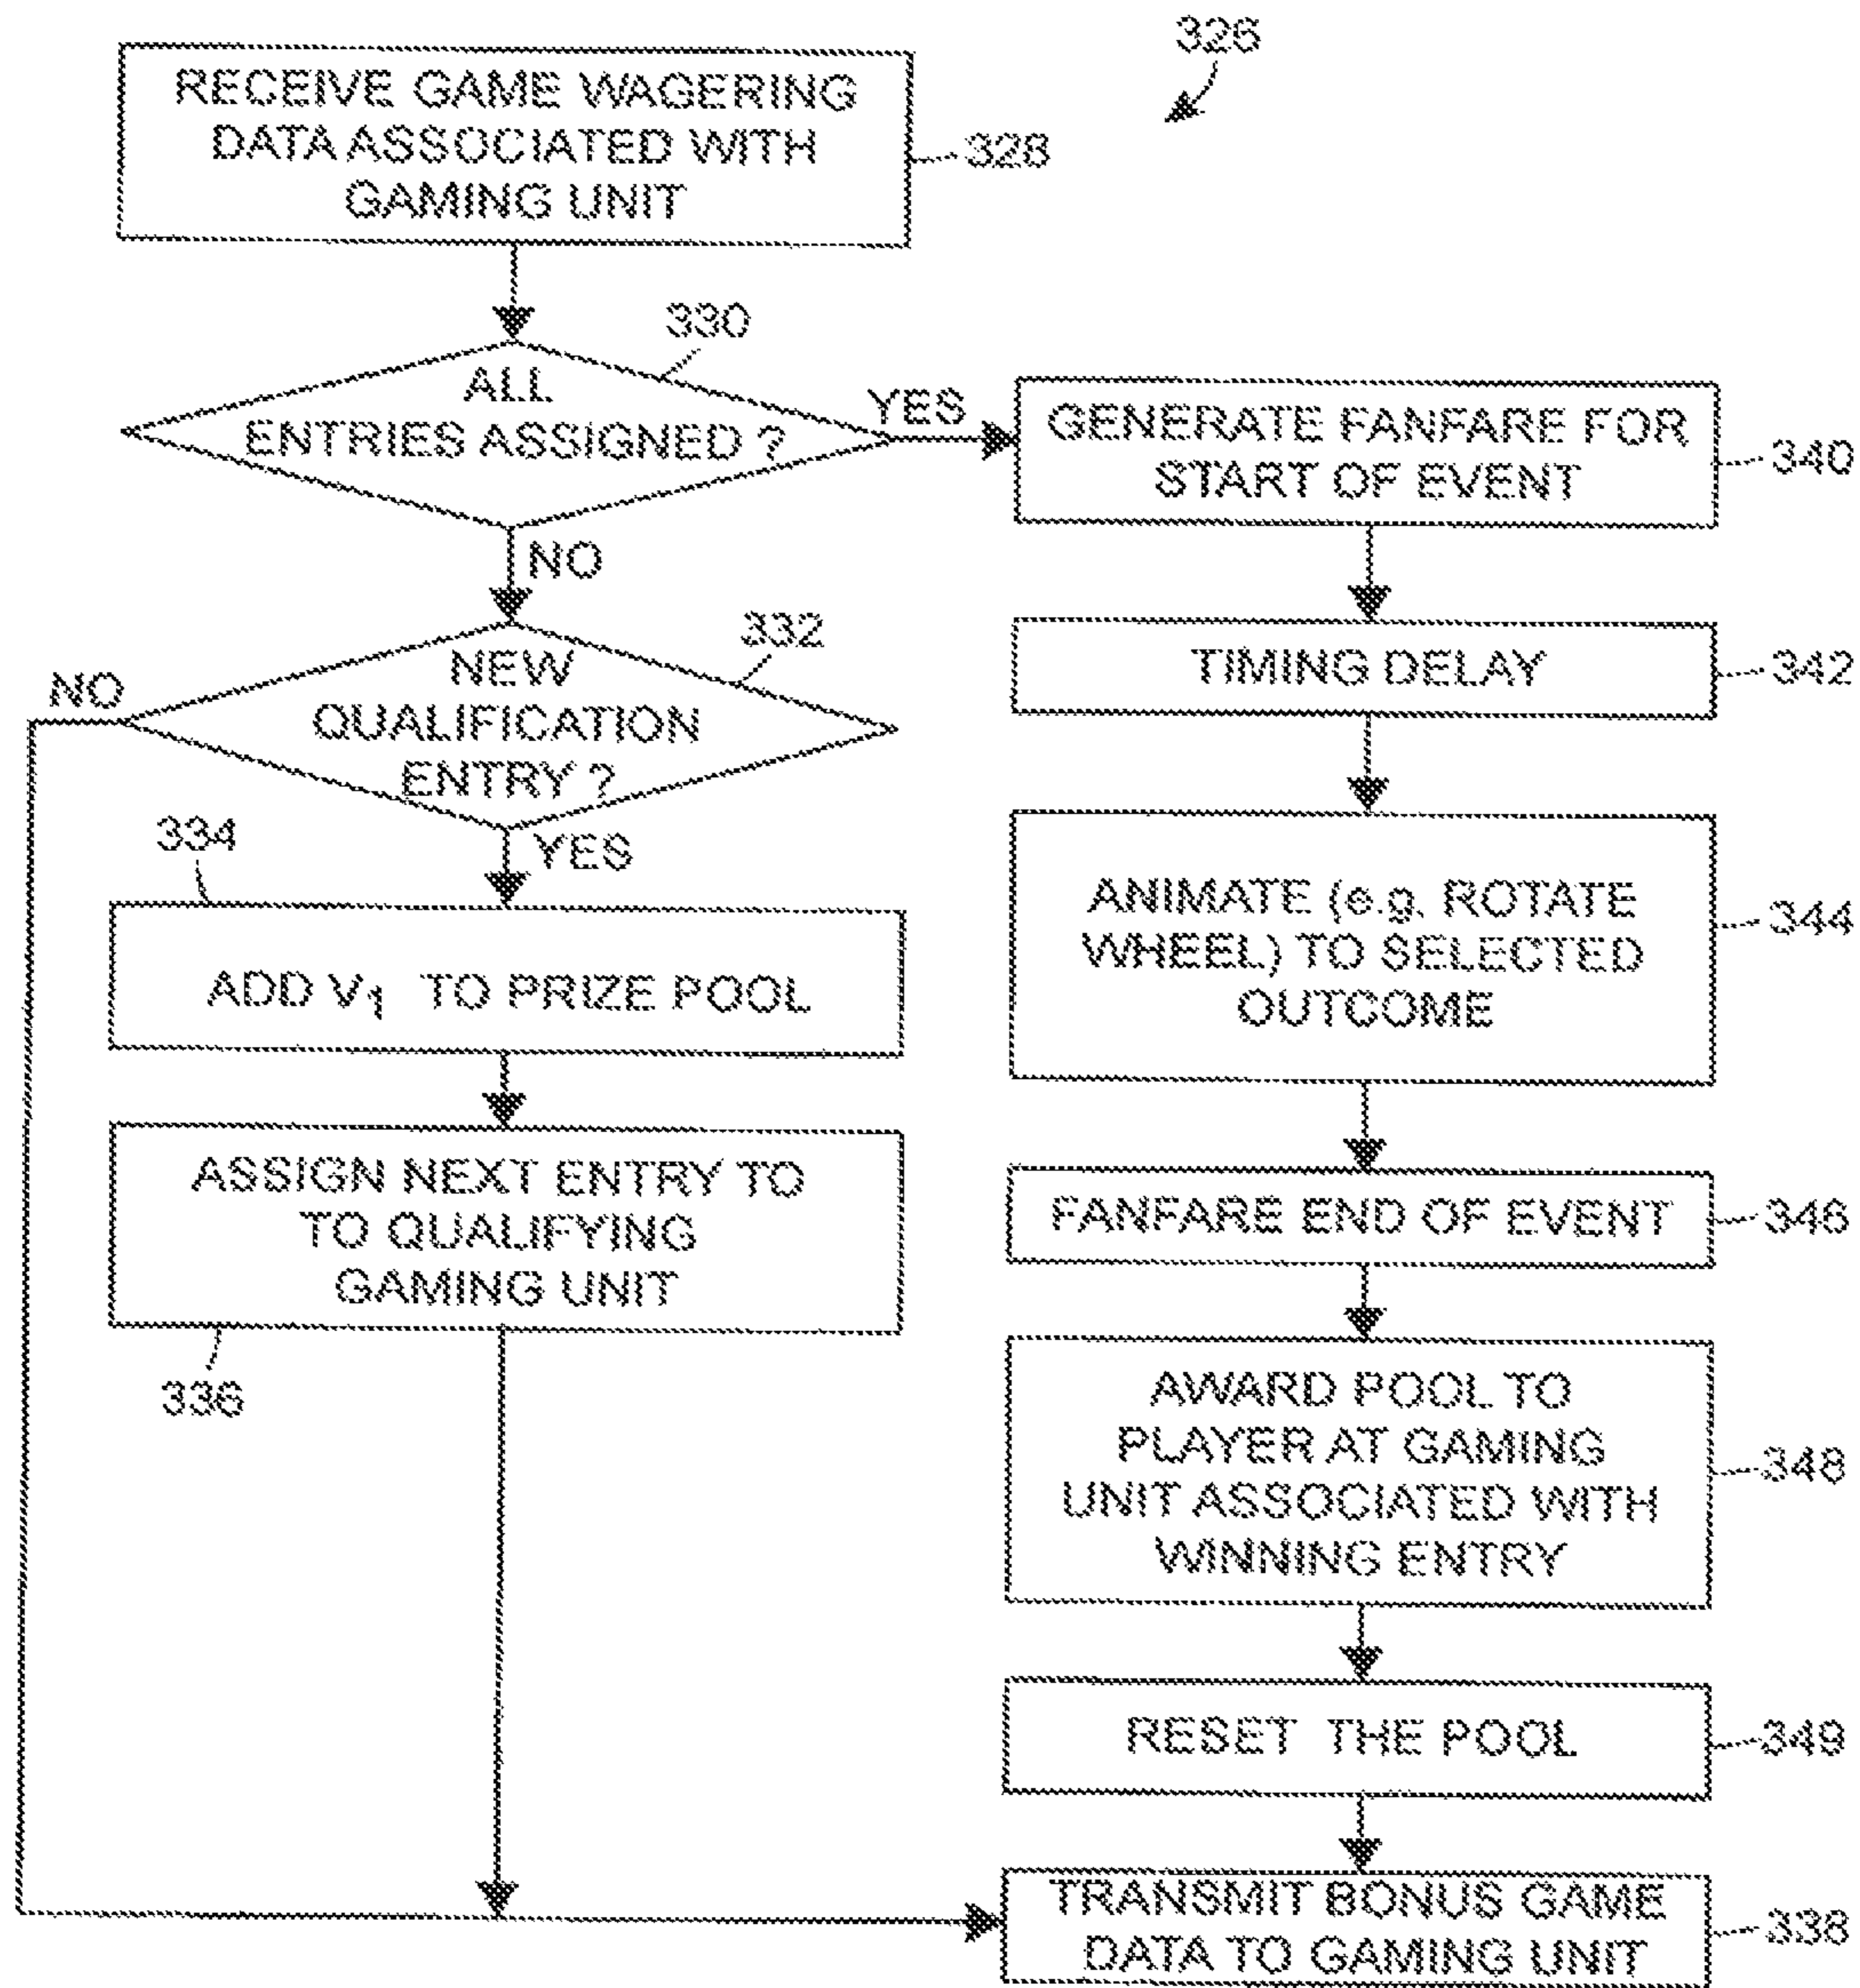 326
RECEIVE GAME WAGERING
DATA ASSOCIATED WITH
GAMING UNIT
328
330
ALL
ENTRIES ASSIGNED ?
YES
NO
332
NEW
QUALIFICATION
ENTRY ?
NO
YES
334
ADD V₁ TO PRIZE POOL
ASSIGN NEXT ENTRY TO
TO QUALIFYING
GAMING UNIT
336
GENERATE FANFARE FOR
START OF EVENT
340
TIMING DELAY
342
ANIMATE (e.g. ROTATE
WHEEL) TO SELECTED
OUTCOME
344
FANFARE END OF EVENT
346
AWARD POOL TO
PLAYER AT GAMING
UNIT ASSOCIATED WITH
WINNING ENTRY
348
RESET THE POOL
349
TRANSMIT BONUS GAME
DATA TO GAMING UNIT
338